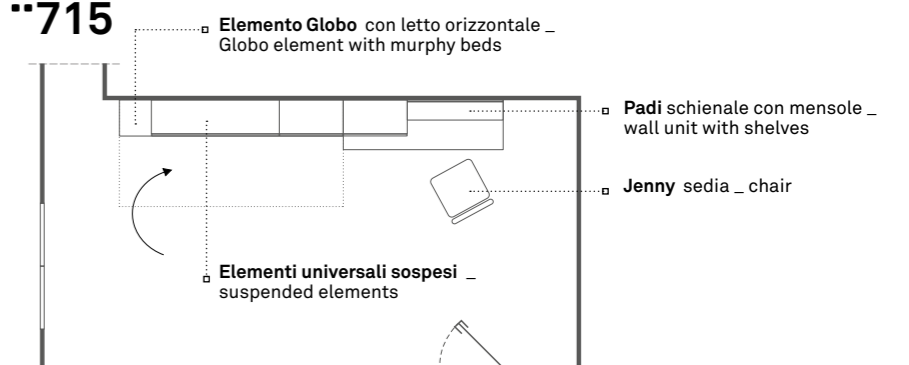 "715
Elemento Globo con letto orizzontale _
Globo element with murphy beds
Padi schienale con mensole _
wall unit with shelves
Jenny sedia _ chair
Elementi universali sospesi _
suspended elements